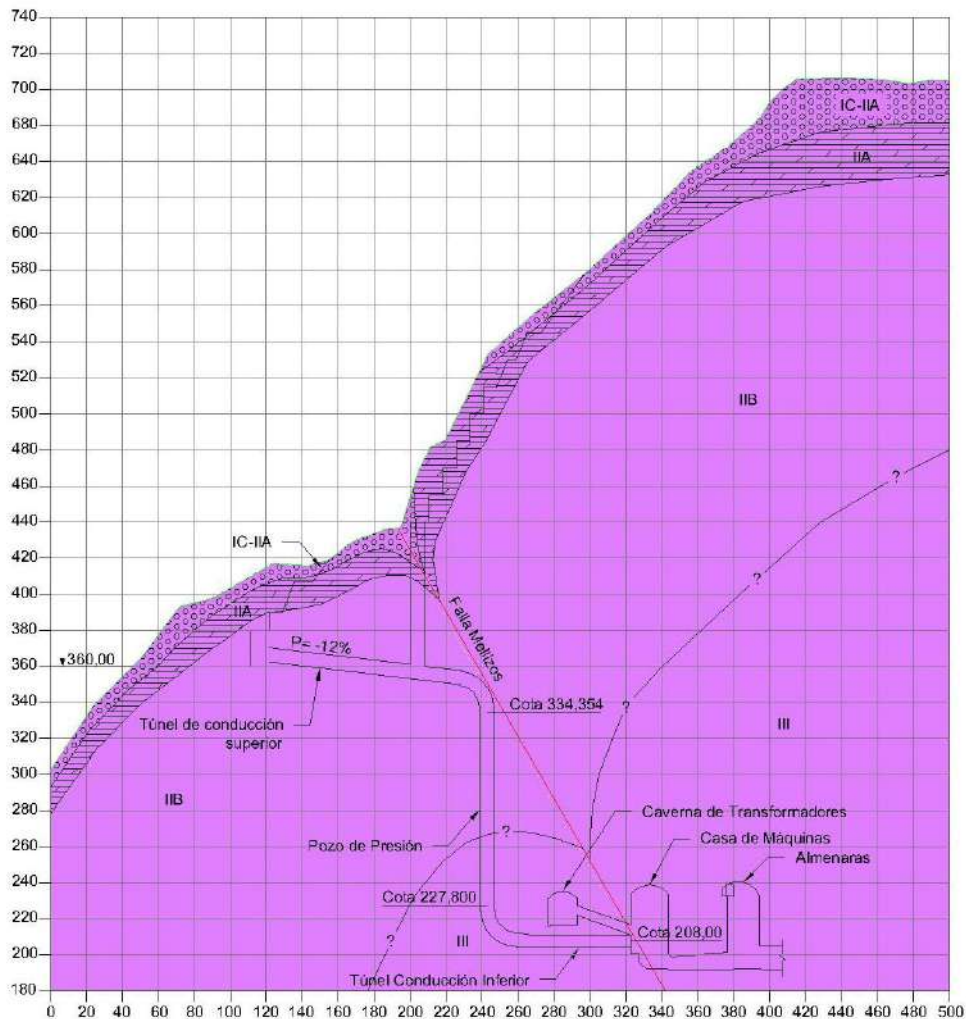 740
720
700
680
660
640
620
600
580
560
540
520
500
480
460
440
420
400
380
360
340
320
300
280
260
240
220
200
180
IC-IIA
IIA
IIB
?
?
?
III
IC-IIA
IIA
P= -12%
360,00
Falla Mellizos
Cota 334,354
Túnel de conducción
superior
IIB
Caverna de Transformadores
?
Casa de Máquinas
Pozo de Presión
Almenaras
Cota 227,800
Cota 208,00
?
III
Túnel Conducción Inferior
0 20 40 60 80 100 120 140 160 180 200 220 240 260 280 300 320 340 360 380 400 420 440 460 480 500